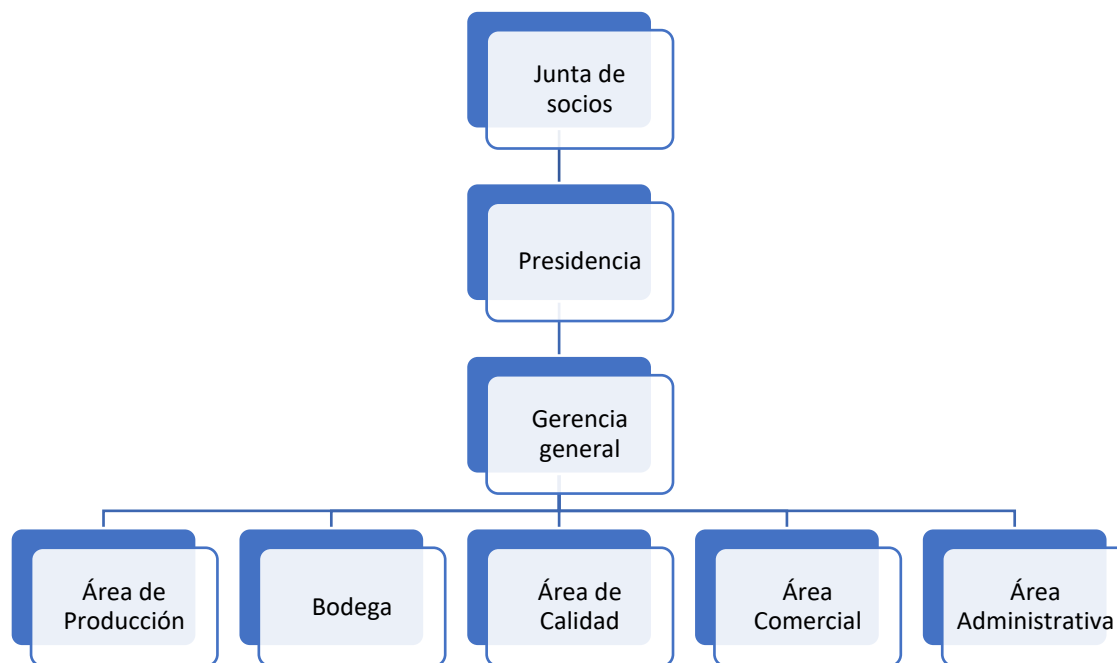 Junta de
socios
Presidencia
Gerencia
general
Área de
Producción
Bodega
Área de
Calidad
Área
Comercial
Área
Administrativa